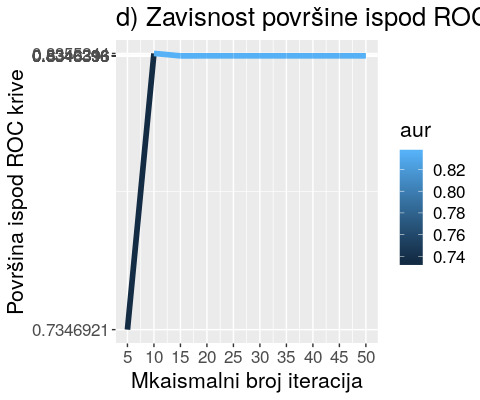 d) Zavisnost površine ispod ROC
Površina ispod ROC krive
0.7346921
5 10 15 20 25 30 35 40 45 50
Mkaismalni broj iteracija
aur
0.82
0.80
0.78
0.76
0.74